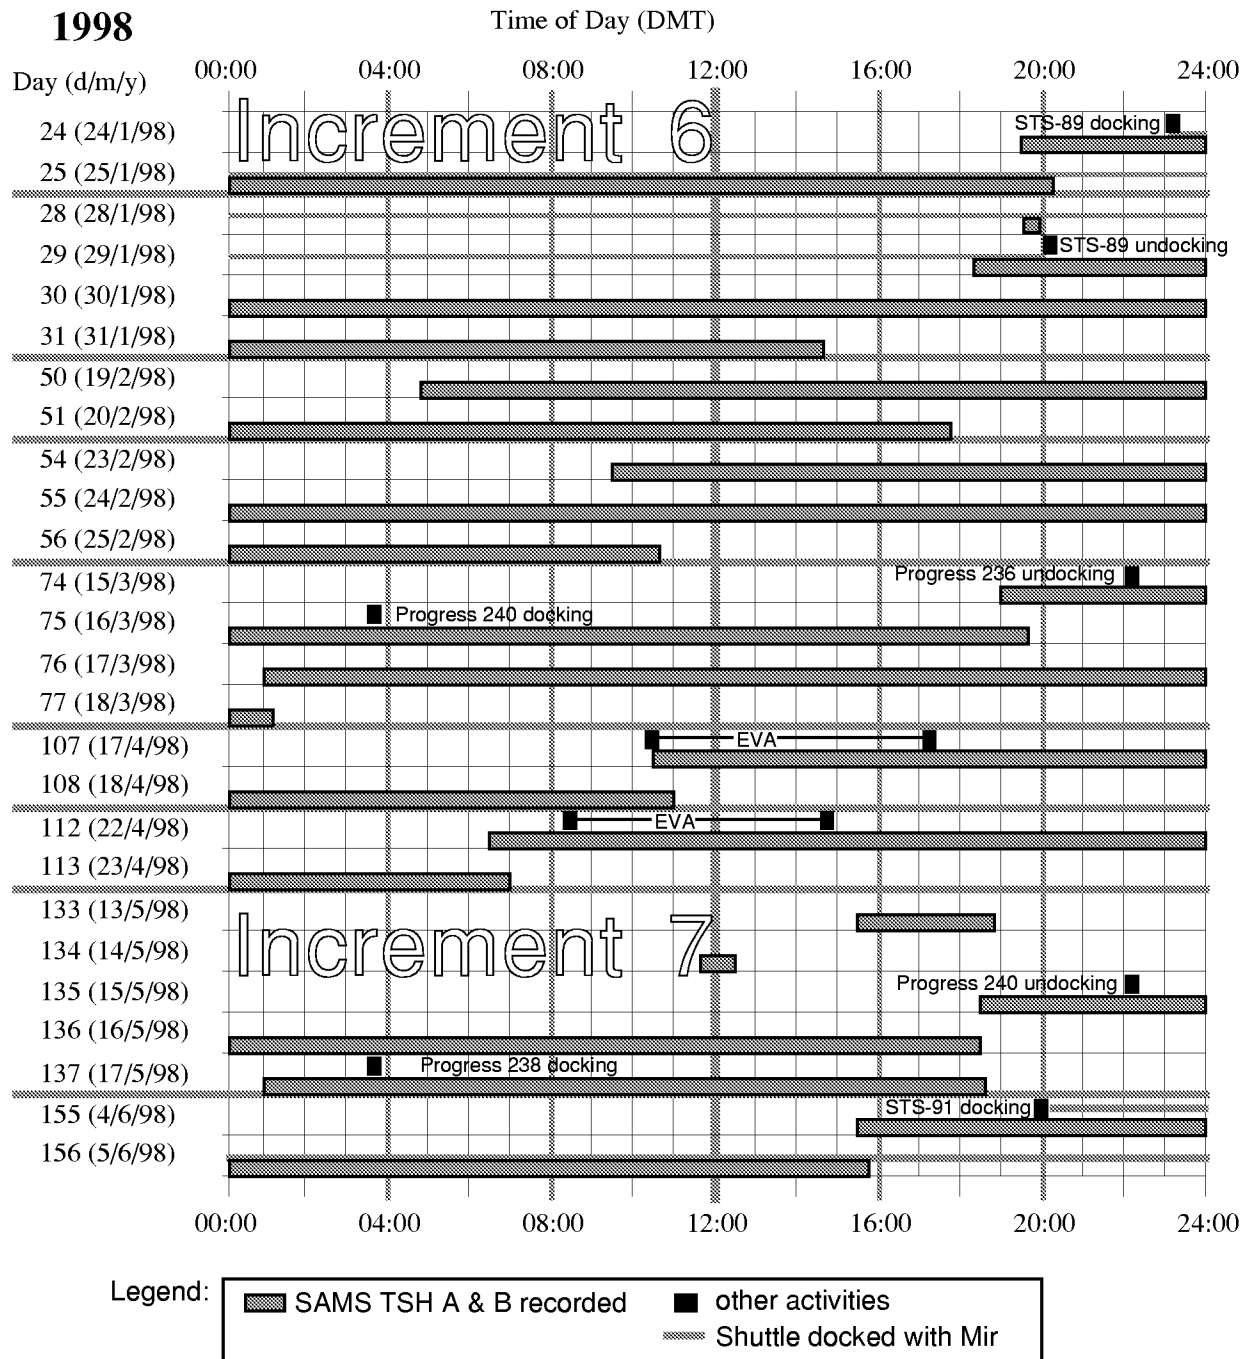 1998
Time of Day (DMT)
Day (d/m/y)
00:00 04:00 08:00 12:00 16:00 20:00 24:00
Increment 6
24 (24/1/98) STS-89 docking
25 (25/1/98)
28 (28/1/98)
29 (29/1/98) STS-89 undocking
30 (30/1/98)
31 (31/1/98)
50 (19/2/98)
51 (20/2/98)
54 (23/2/98)
55 (24/2/98)
56 (25/2/98)
74 (15/3/98) Progress 236 undocking
75 (16/3/98) Progress 240 docking
76 (17/3/98)
77 (18/3/98)
107 (17/4/98) EVA
108 (18/4/98)
112 (22/4/98) EVA
113 (23/4/98)
133 (13/5/98)
Increment 7
134 (14/5/98)
135 (15/5/98) Progress 240 undocking
136 (16/5/98)
137 (17/5/98) Progress 238 docking
155 (4/6/98) STS-91 docking
156 (5/6/98)
00:00 04:00 08:00 12:00 16:00 20:00 24:00
Legend: SAMS TSH A & B recorded other activities
Shuttle docked with Mir